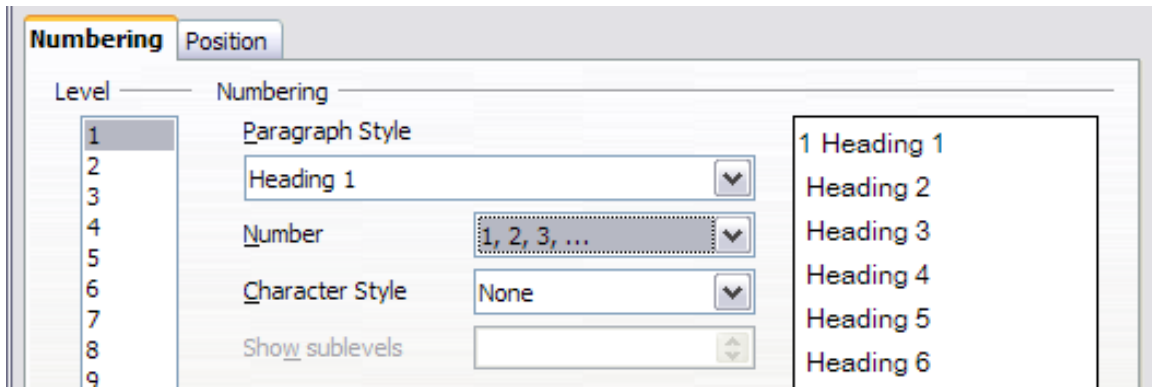 Numbering Position
Level Numbering
1
2
3
4
5
6
7
8
9
Paragraph Style
Heading 1
Number 1, 2, 3, ...
Character Style None
Show sublevels
1 Heading 1
Heading 2
Heading 3
Heading 4
Heading 5
Heading 6